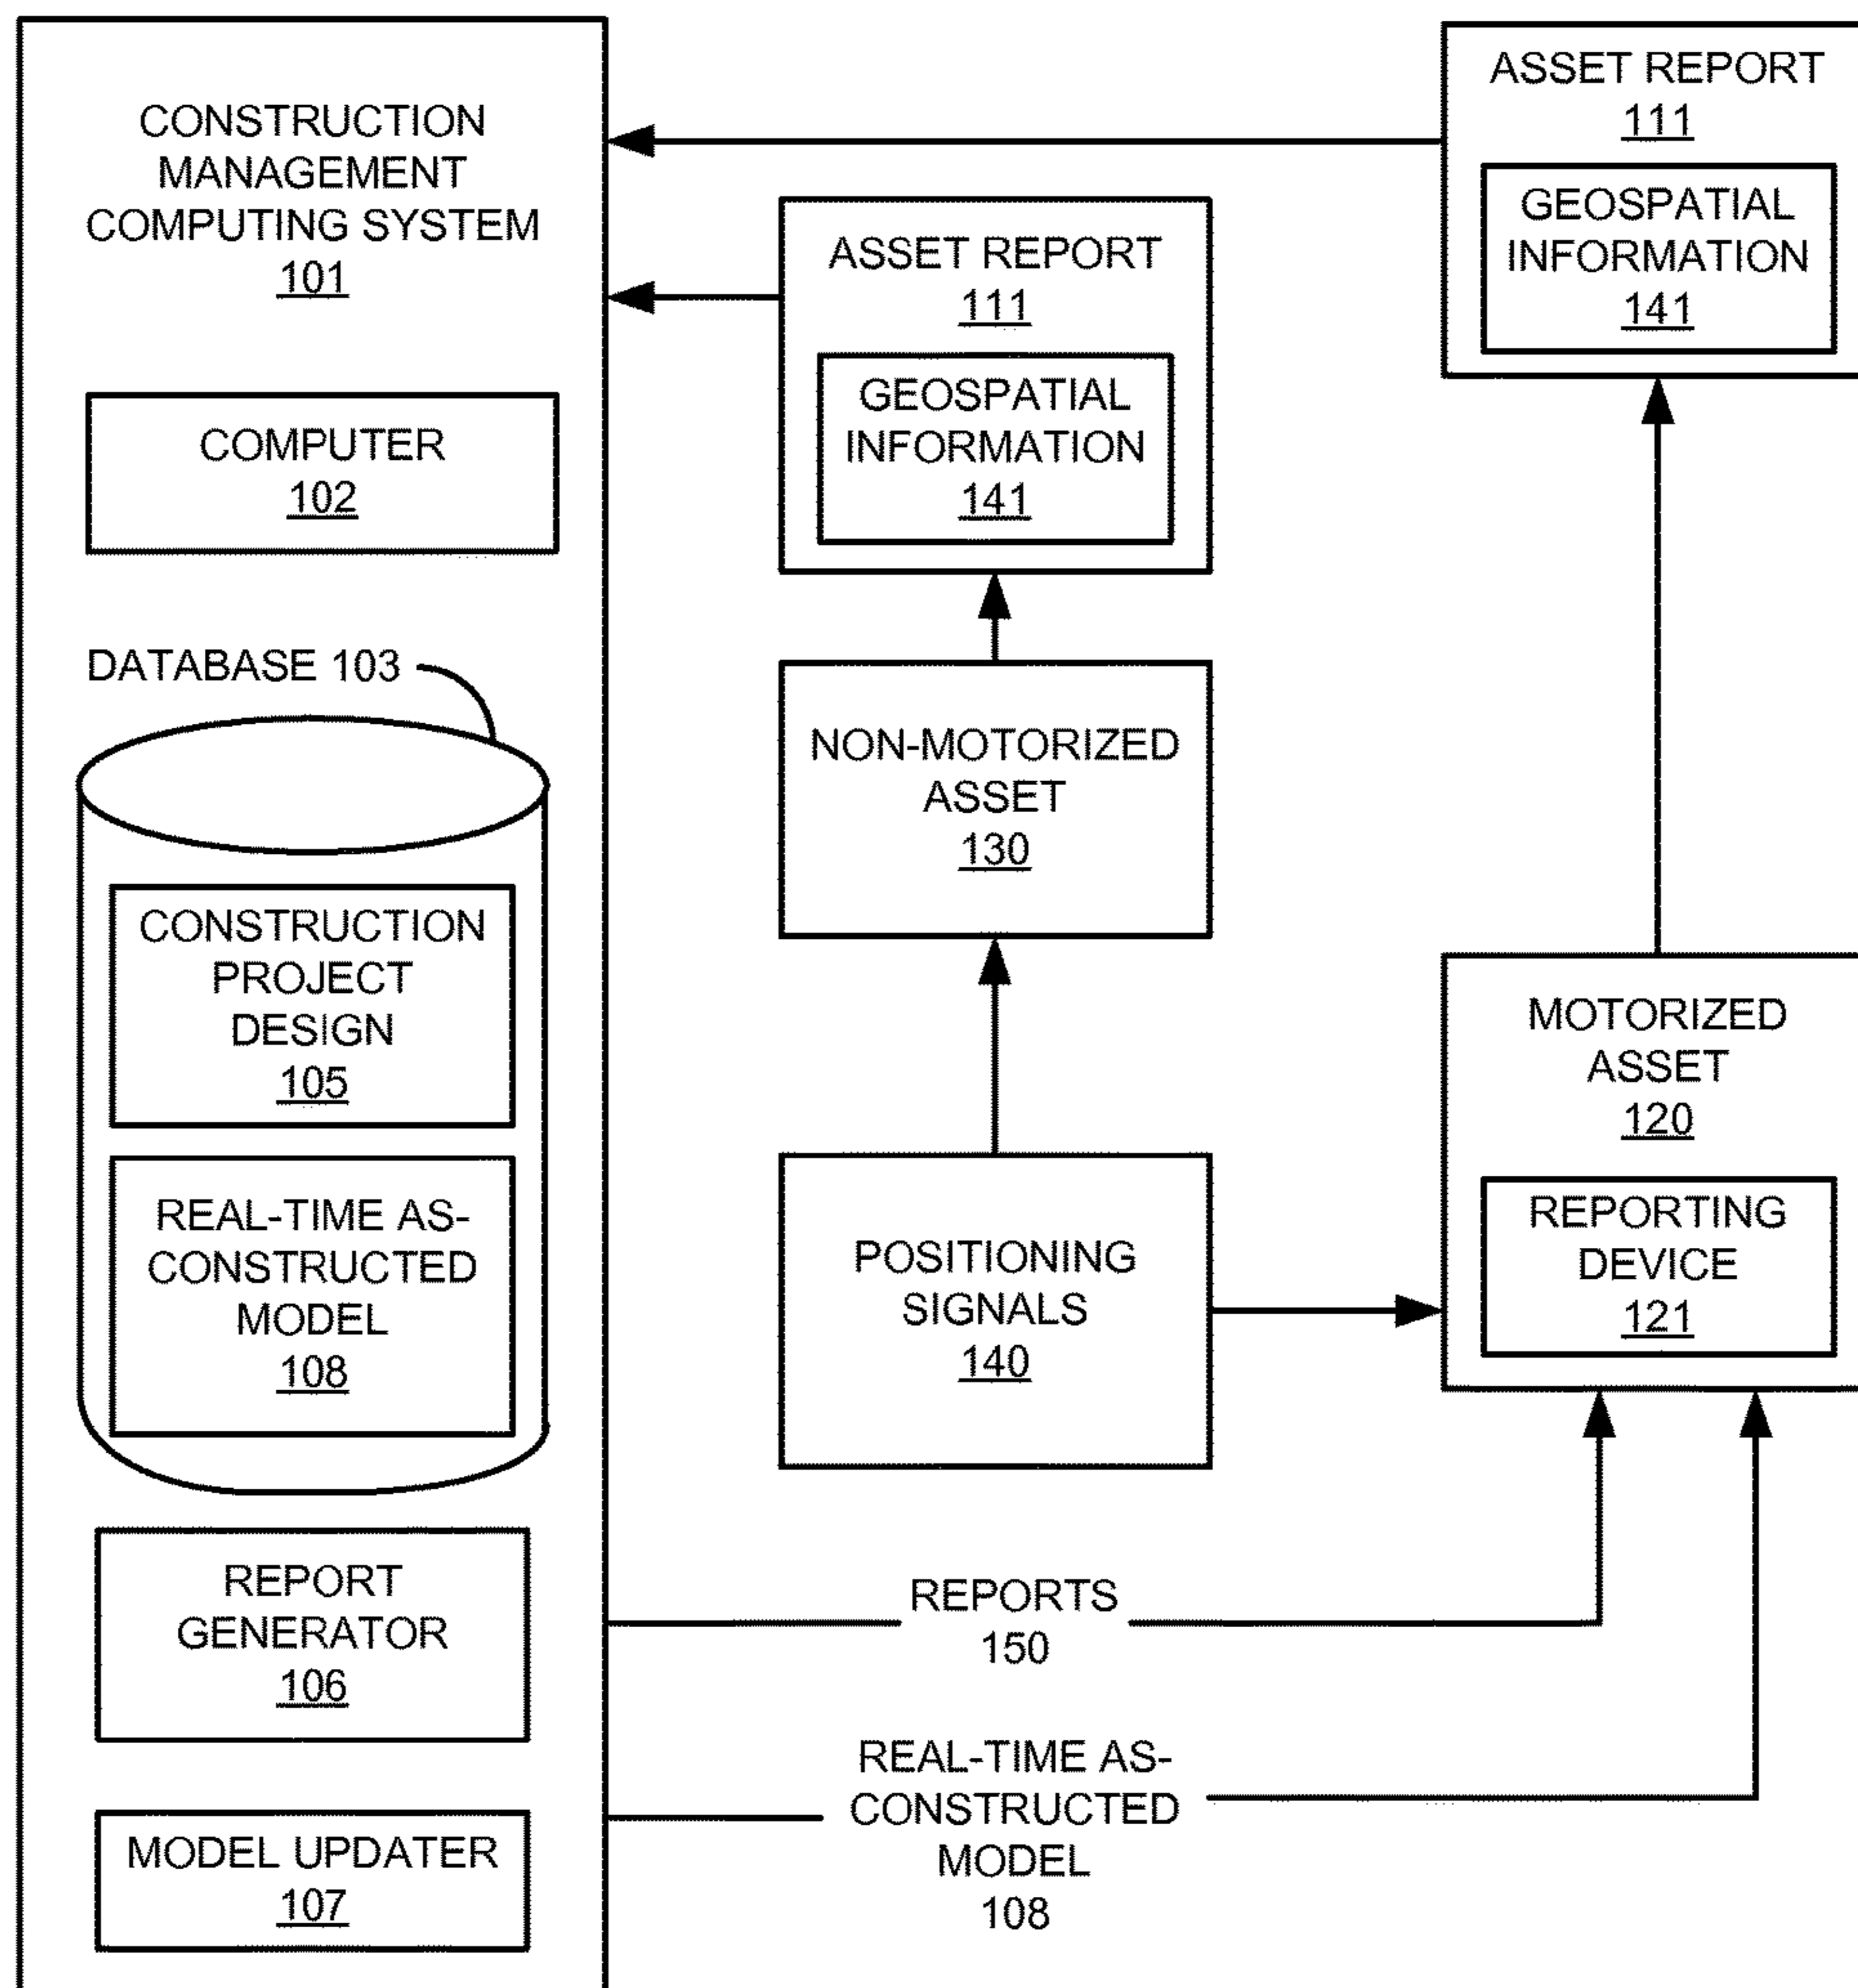 CONSTRUCTION
MANAGEMENT
COMPUTING SYSTEM
101
COMPUTER
102
DATABASE 103
CONSTRUCTION
PROJECT
DESIGN
105
REAL-TIME AS-
CONSTRUCTED
MODEL
108
REPORT
GENERATOR
106
MODEL UPDATER
107
ASSET REPORT
111
GEOSPATIAL
INFORMATION
141
NON-MOTORIZED
ASSET
130
POSITIONING
SIGNALS
140
REPORTS
150
REAL-TIME AS-
CONSTRUCTED
MODEL
108
ASSET REPORT
111
GEOSPATIAL
INFORMATION
141
MOTORIZED
ASSET
120
REPORTING
DEVICE
121